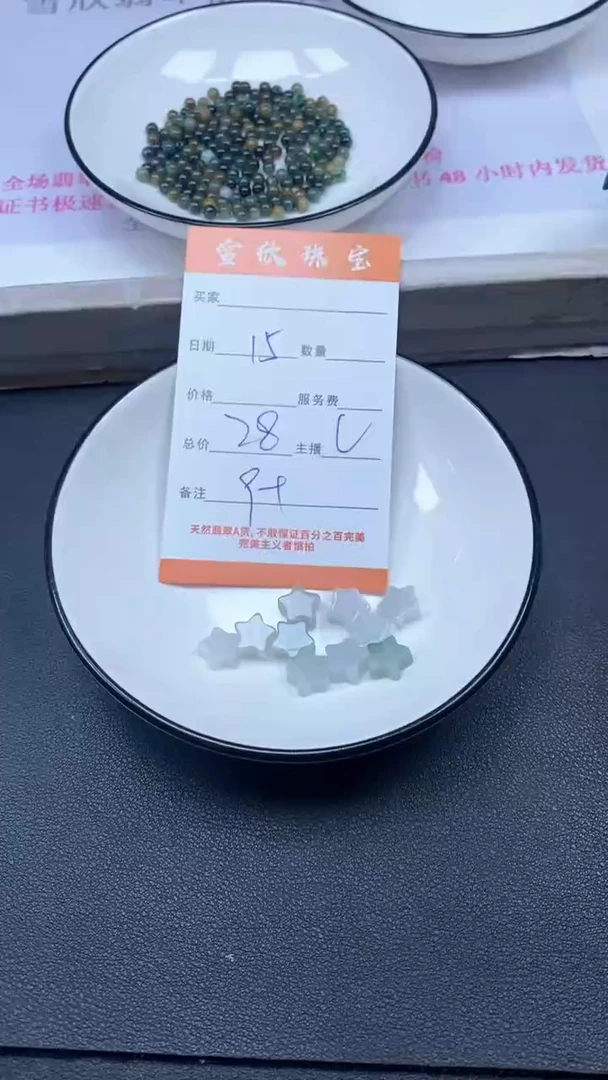 全场翡
证书极速
书 48 小时内发货
雪欣珠宝
买家
日期 15 数量
价格 服务费
总价 28 主播
备注
天然翡翠A货,不敢保证百分之百完美
完美主义者慎拍